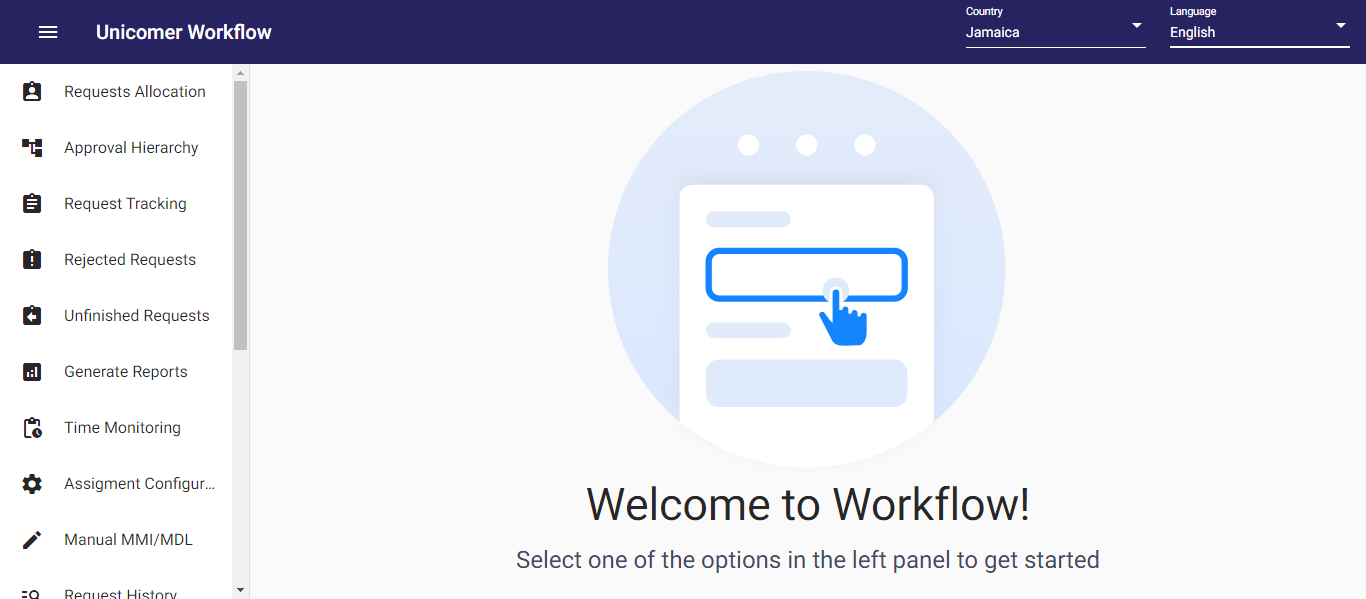 Unicomer Workflow
Country
Jamaica
Language
English
Requests Allocation
Approval Hierarchy
Request Tracking
Rejected Requests
Unfinished Requests
Generate Reports
Time Monitoring
Assigment Configur...
Manual MMI/MDL
Request History
Welcome to Workflow!
Select one of the options in the left panel to get started